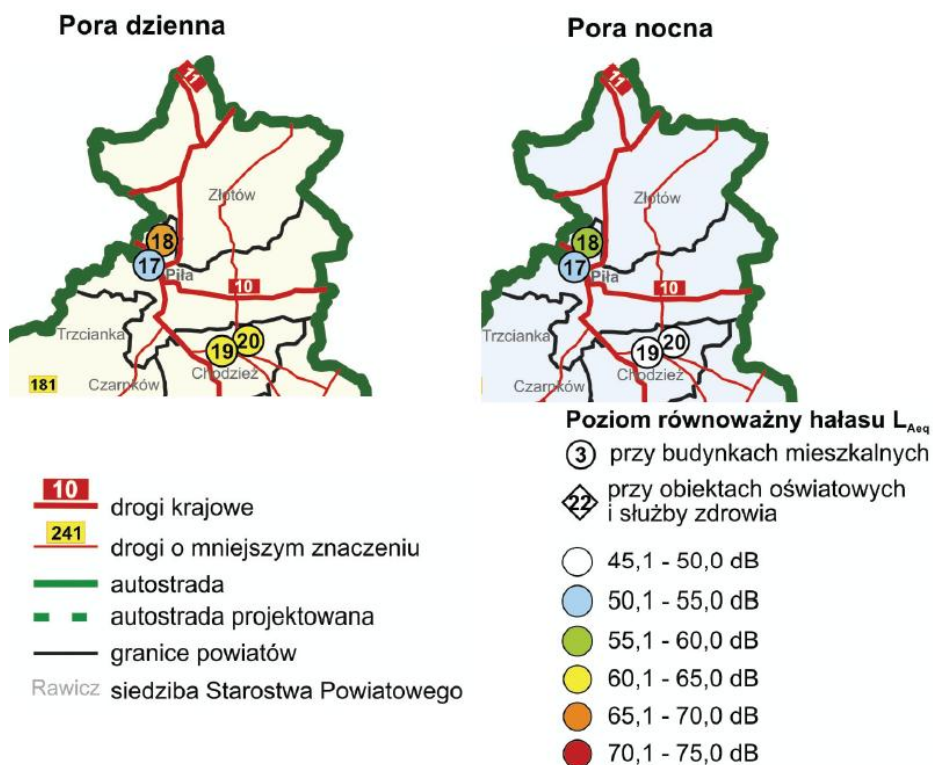 Pora dzienna
11
Złotów
18
17
Piła
10
Trzcianka
19
20
Chodzież
181
Czarnków
Pora nocna
11
Złotów
18
17
Piła
10
Trzcianka
19
20
Chodzież
Czarnków
10
drogi krajowe
241
drogi o mniejszym znaczeniu
autostrada
autostrada projektowana
granice powiatów
Rawicz siedziba Starostwa Powiatowego
Poziom równoważny hałasu LAeq
3 przy budynkach mieszkalnych
22 przy obiektach oświatowych
i służby zdrowia
45,1 - 50,0 dB
50,1 - 55,0 dB
55,1 - 60,0 dB
60,1 - 65,0 dB
65,1 - 70,0 dB
70,1 - 75,0 dB